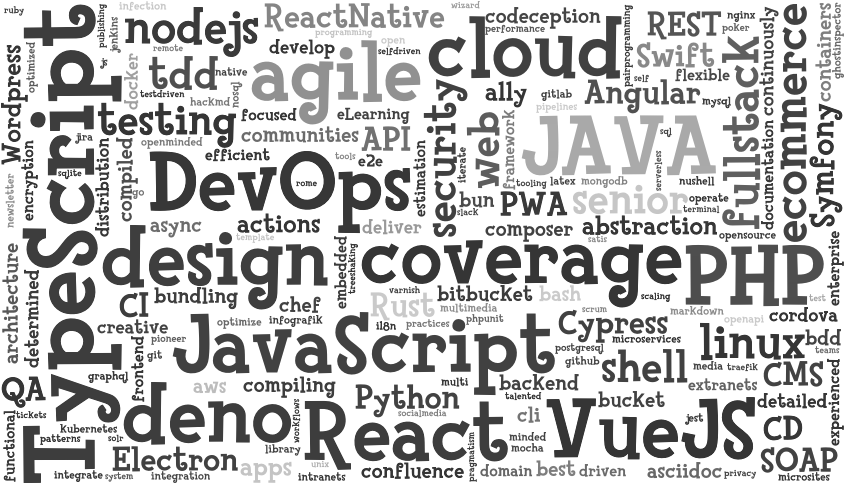 ruby
publishing
jenkins
infection
ReactNative
wizard
codeception
REST
nginx
continuously
containers
ghostinspector
optimized
Wordpress
TypeScript
js
nodejs
remote
develop
programming
open
selfdriven
performance
cloud
pairprogramming
poker
Swift
self
flexible
fullstack
ecommerce
docker
tdd
native
testdriven
hackmd
nosql
agile
security
ally
gitlab
Angular
mysql
jira
testing
focused
eLearning
pipelines
communities
API
web
framework
JAVA
sql
documentation
Symfony
encryption
sqlite
distribution
compiled
openminded
efficient
tools
e2e
estimation
iterate
serverless
newsletter
go
DevOps
rome
tooling
latex
mongodb
nushell
bun
PWA
senior
operate
slack
terminal
async
actions
deliver
composer
abstraction
opensource
template
satis
architecture
determined
design
embedded
treeshaking
coverage
PHP
enterprise
CI
bundling
chef
varnish
bitbucket
bash
scaling
test
creative
optimize
infografik
Rust
multimedia
markdown
cordova
pioneer
i18n
practices
phpunit
scrum
openapi
frontend
git
JavaScript
Cypress
microservices
linux
bdd
postgresql
teams
github
shell
media
traefik
CMS
graphql
QA
aws
compiling
multi
backend
extranets
experienced
tickets
deno
Python
talented
bucket
detailed
functional
Kubernetes
socialmedia
cli
jest
patterns
solr
workflows
React
minded
VueJS
CD
library
mocha
Electron
pragmatism
SOAP
integrate
system
integration
apps
unix
intranets
confluence
domain
best
driven
asciidoc
privacy
microsites